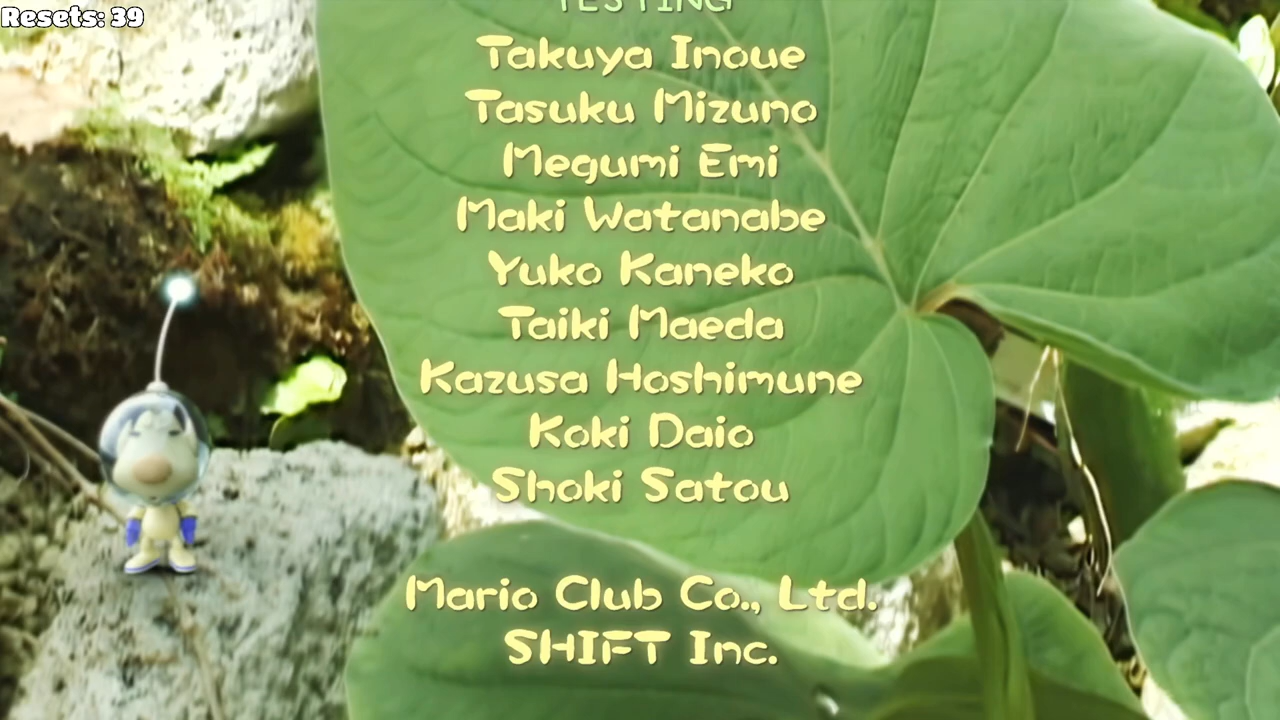 Resets: 39
TESTING
Takuya Inoue
Tasuku Mizuno
Megumi Emi
Maki Watanabe
Yuko Kaneko
Taiki Maeda
Kazusa Hoshimune
Koki Daio
Shoki Satou
Mario Club Co., Ltd.
SHIFT Inc.